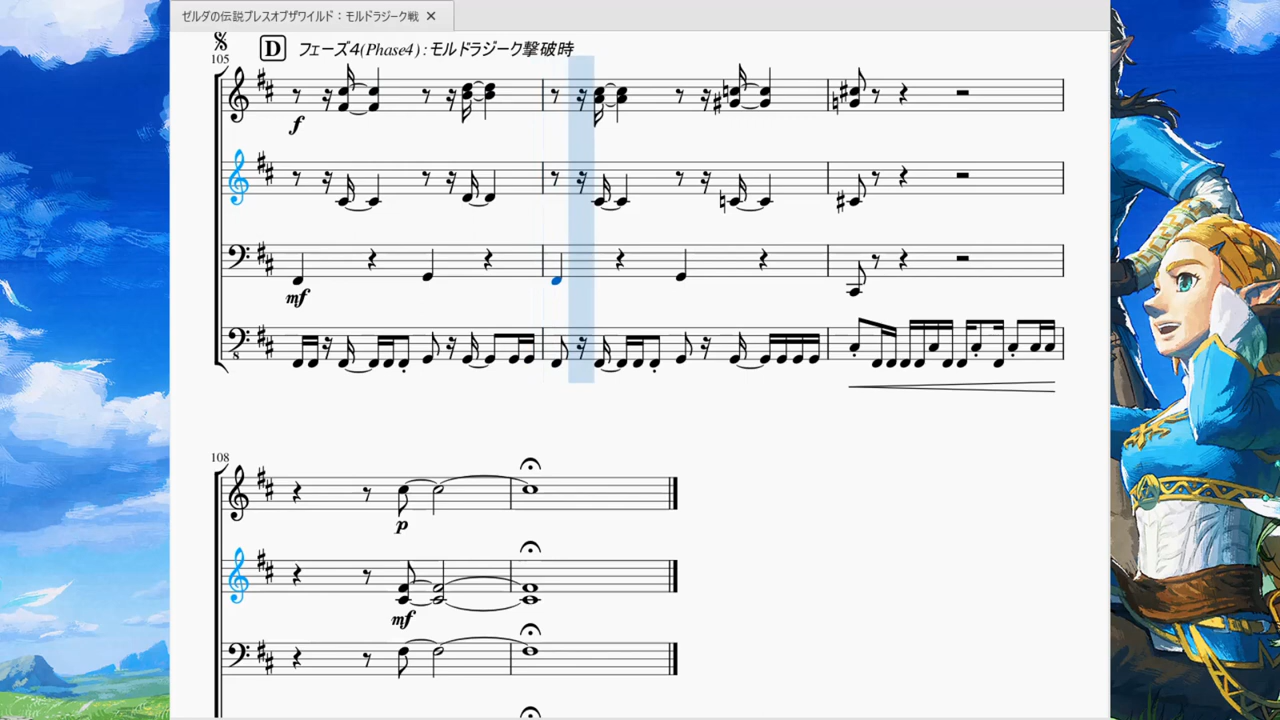 ゼルダの伝説ブレスオブザワイルド：モルドラジーク戦 ✕
D フェーズ4(Phase4)：モルドラジーク撃破時
105
f
mf
8
108
p
mf